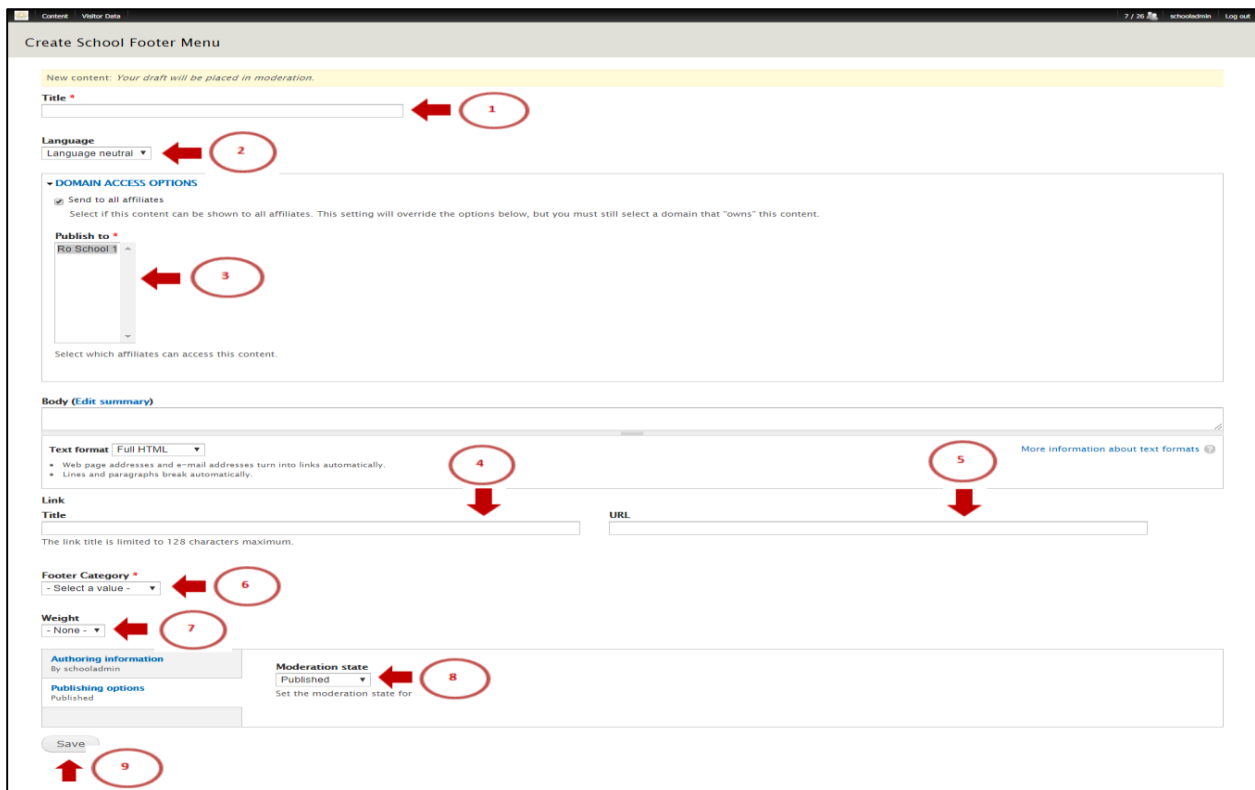 Content Visitor Data 7 / 26 schooladmin Log out
Create School Footer Menu
New content: Your draft will be placed in moderation.
Title *
1
Language
Language neutral
2
DOMAIN ACCESS OPTIONS
Send to all affiliates
Select if this content can be shown to all affiliates. This setting will override the options below, but you must still select a domain that "owns" this content.
Publish to *
Ro School 1
3
Select which affiliates can access this content.
Body (Edit summary)
Text format Full HTML
More information about text formats ?
Web page addresses and e-mail addresses turn into links automatically.
Lines and paragraphs break automatically.
4
5
Link
Title URL
The link title is limited to 128 characters maximum.
Footer Category *
- Select a value -
6
Weight
- None -
7
Authoring information
By schooladmin
Publishing options
Published
Moderation state
Published
8
Set the moderation state for
Save
9